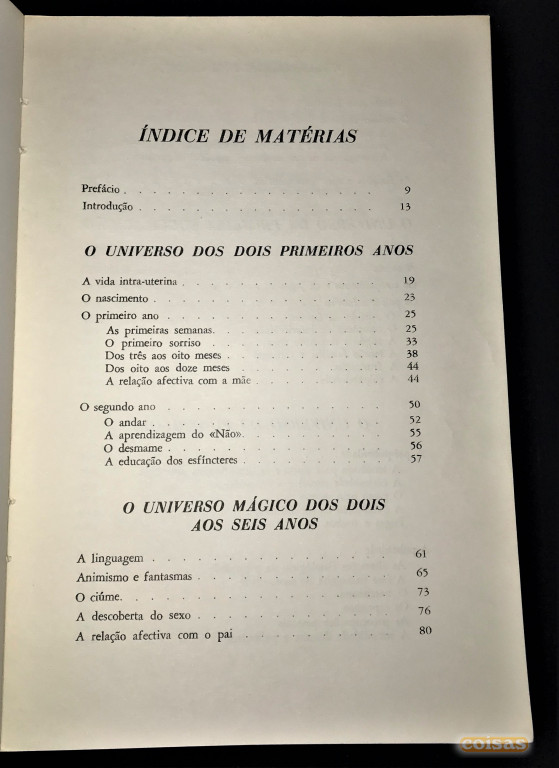 ÍNDICE DE MATÉRIAS
Prefácio . . . . . . . . . . . . 9
Introdução . . . . . . . . . . . . 13
O UNIVERSO DOS DOIS PRIMEIROS ANOS
A vida intra-uterina . . . . . . . . . . 19
O nascimento . . . . . . . . . . . 23
O primeiro ano . . . . . . . . . . . 25
As primeiras semanas. . . . . . . . . 25
O primeiro sorriso . . . . . . . . . 33
Dos três aos oito meses . . . . . . . . 38
Dos oito aos doze meses . . . . . . . . 44
A relação afectiva com a mãe . . . . . . . 44
O segundo ano . . . . . . . . . . . 50
O andar . . . . . . . . . . . . 52
A aprendizagem do «Não». . . . . . . . 55
O desmame . . . . . . . . . . . 56
A educação dos esfíncteres . . . . . . . . 57
O UNIVERSO MÁGICO DOS DOIS
AOS SEIS ANOS
A linguagem . . . . . . . . . . . . 61
Animismo e fantasmas . . . . . . . . . 65
O ciúme. . . . . . . . . . . . . 73
A descoberta do sexo . . . . . . . . . 76
A relação afectiva com o pai . . . . . . . . 80
coisas